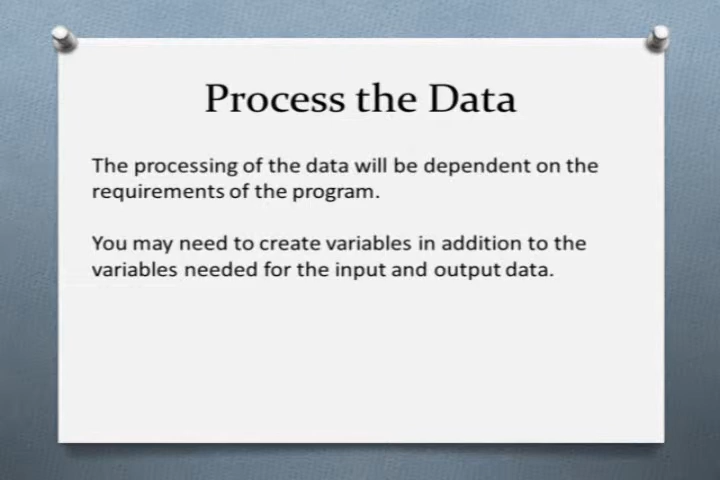 Process the Data
The processing of the data will be dependent on the
requirements of the program.
You may need to create variables in addition to the
variables needed for the input and output data.